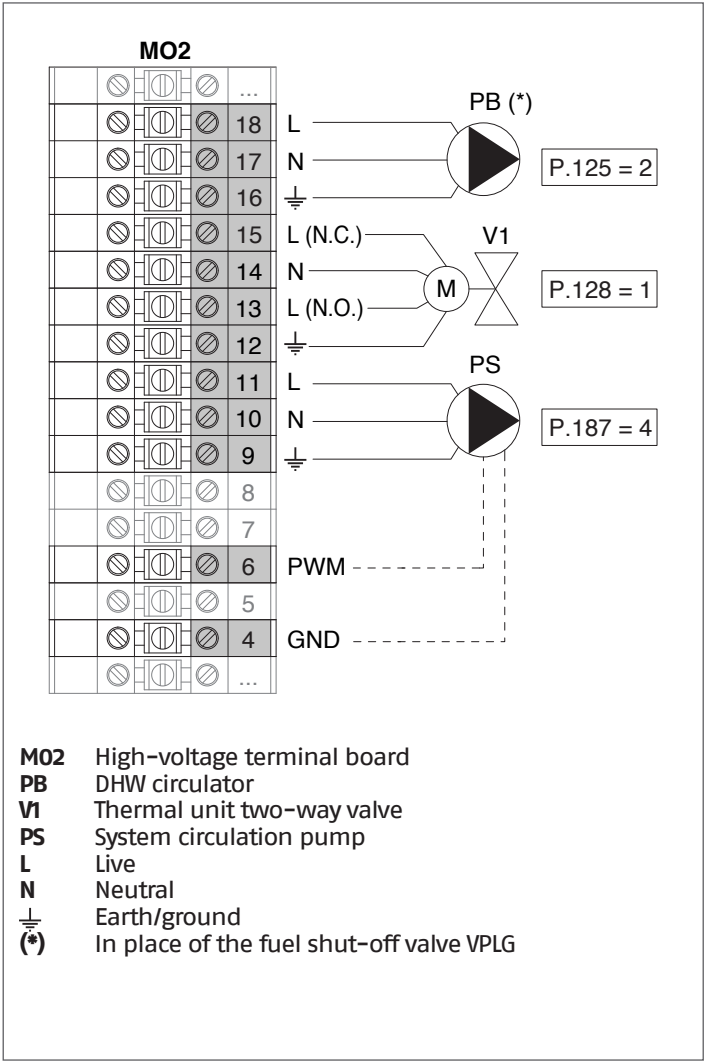 MO2
...
18 L
17 N
16
15 L (N.C.)
14 N
13 L (N.O.)
12
11 L
10 N
9
8
7
6 PWM
5
4 GND
...
PB (*)
P.125 = 2
V1
M
P.128 = 1
PS
P.187 = 4
M02 High-voltage terminal board
PB DHW circulator
V1 Thermal unit two-way valve
PS System circulation pump
L Live
N Neutral
⏚ Earth/ground
(*) In place of the fuel shut-off valve VPLG